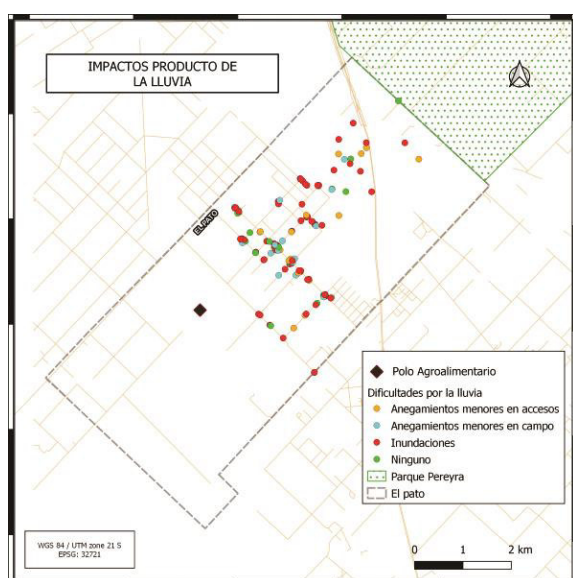 IMPACTOS PRODUCTO DE
LA LLUVIA
EL PATO
Polo Agroalimentario
Dificultades por la lluvia
Anegamientos menores en accesos
Anegamientos menores en campo
Inundaciones
Ninguno
Parque Pereyra
El pato
WGS 84 / UTM zone 21 S
EPSG: 32721
0 1 2 km